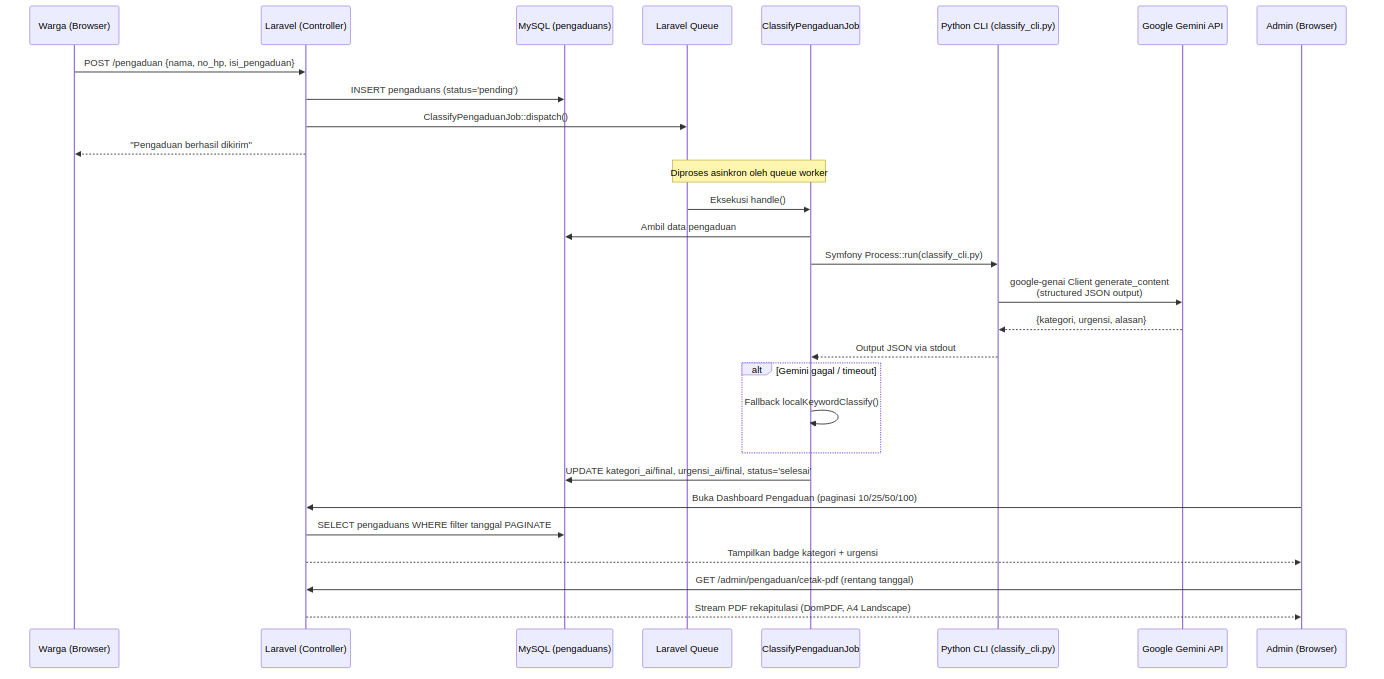 Warga (Browser)
Laravel (Controller)
MySQL (pengaduans)
Laravel Queue
ClassifyPengaduanJob
Python CLI (classify_cli.py)
Google Gemini API
Admin (Browser)
POST /pengaduan {nama, no_hp, isi_pengaduan}
INSERT pengaduans (status='pending')
ClassifyPengaduanJob::dispatch()
"Pengaduan berhasil dikirim"
Diproses asinkron oleh queue worker
Eksekusi handle()
Ambil data pengaduan
Symfony Process::run(classify_cli.py)
google-genai Client generate_content
(structured JSON output)
{kategori, urgensi, alasan}
Output JSON via stdout
alt
[Gemini gagal / timeout]
Fallback localKeywordClassify()
UPDATE kategori_ai/final, urgensi_ai/final, status='selesai'
Buka Dashboard Pengaduan (paginasi 10/25/50/100)
SELECT pengaduans WHERE filter tanggal PAGINATE
Tampilkan badge kategori + urgensi
GET /admin/pengaduan/cetak-pdf (rentang tanggal)
Stream PDF rekapitulasi (DomPDF, A4 Landscape)
Warga (Browser)
Laravel (Controller)
MySQL (pengaduans)
Laravel Queue
ClassifyPengaduanJob
Python CLI (classify_cli.py)
Google Gemini API
Admin (Browser)